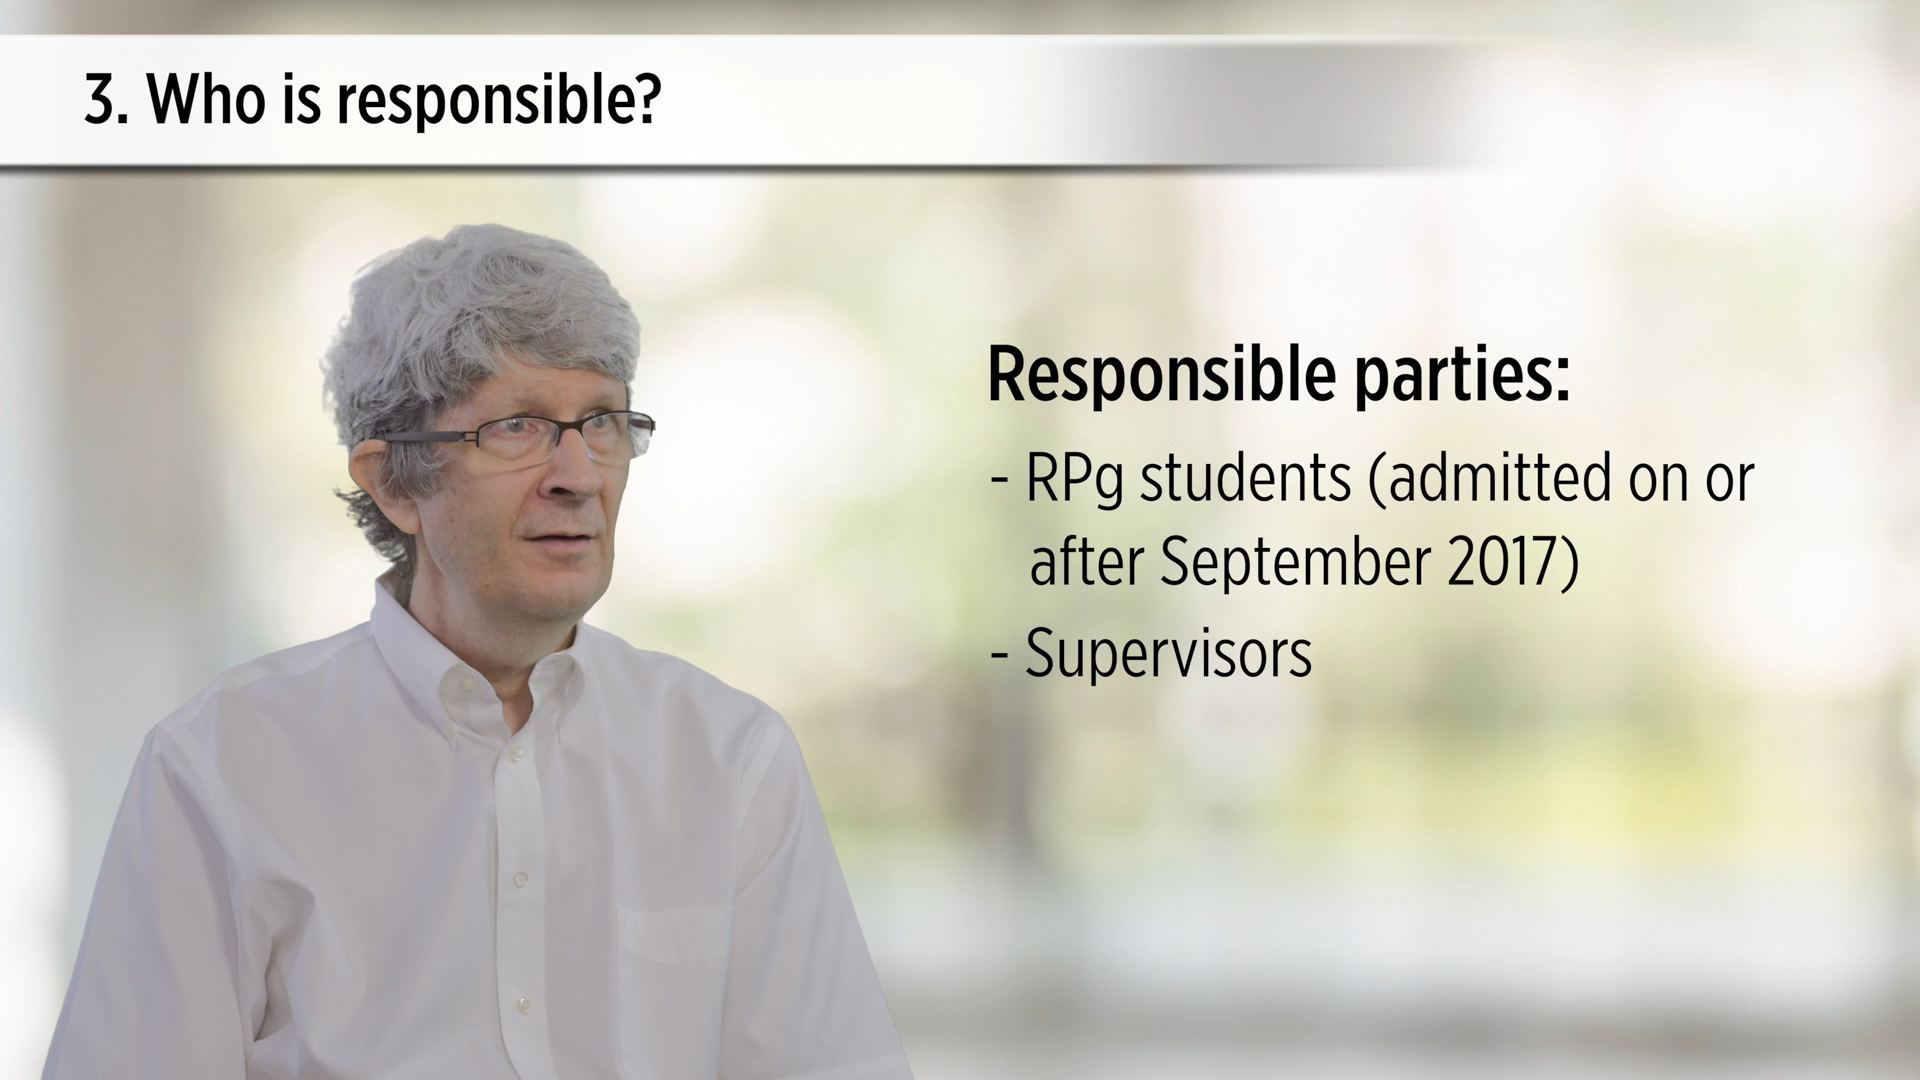 3. Who is responsible?
Responsible parties:
- RPg students (admitted on or
after September 2017)
- Supervisors